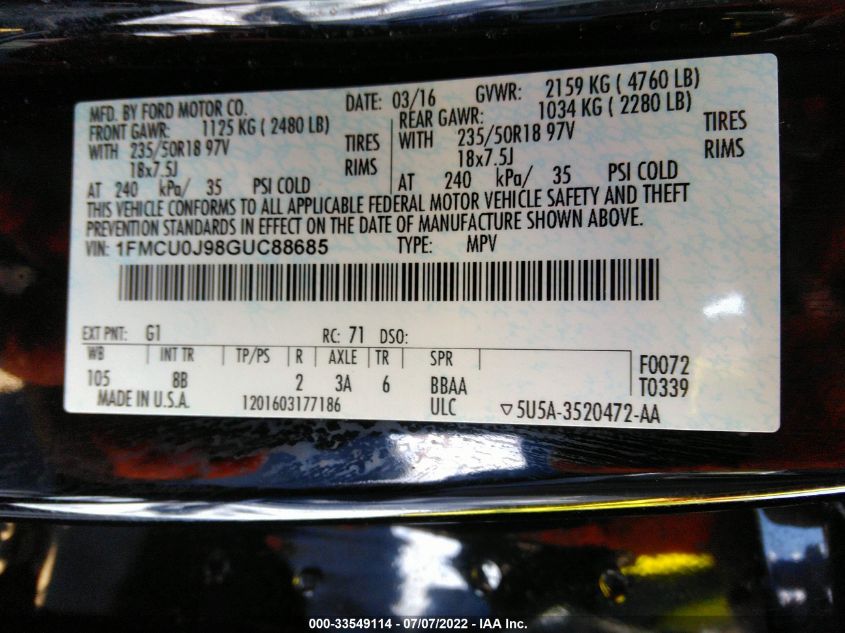 MFD. BY FORD MOTOR CO. DATE: 03/16 GVWR: 2159 KG ( 4760 LB)
FRONT GAWR: 1125 KG ( 2480 LB) REAR GAWR: 1034 KG ( 2280 LB)
WITH 235/50R18 97V TIRES WITH 235/50R18 97V TIRES
18x7.5J RIMS 18x7.5J RIMS
AT 240 kPa/ 35 PSI COLD AT 240 kPa/ 35 PSI COLD
THIS VEHICLE CONFORMS TO ALL APPLICABLE FEDERAL MOTOR VEHICLE SAFETY AND THEFT
PREVENTION STANDARDS IN EFFECT ON THE DATE OF MANUFACTURE SHOWN ABOVE.
VIN: 1FMCU0J98GUC88685 TYPE: MPV
EXT PNT: G1 RC: 71 DSO:
WB INT TR TP/PS R AXLE TR SPR F0072
105 8B 2 3A 6 BBAA T0339
MADE IN U.S.A. 1201603177186 ULC ▽5U5A-3520472-AA
000-33549114 - 07/07/2022 - IAA Inc.